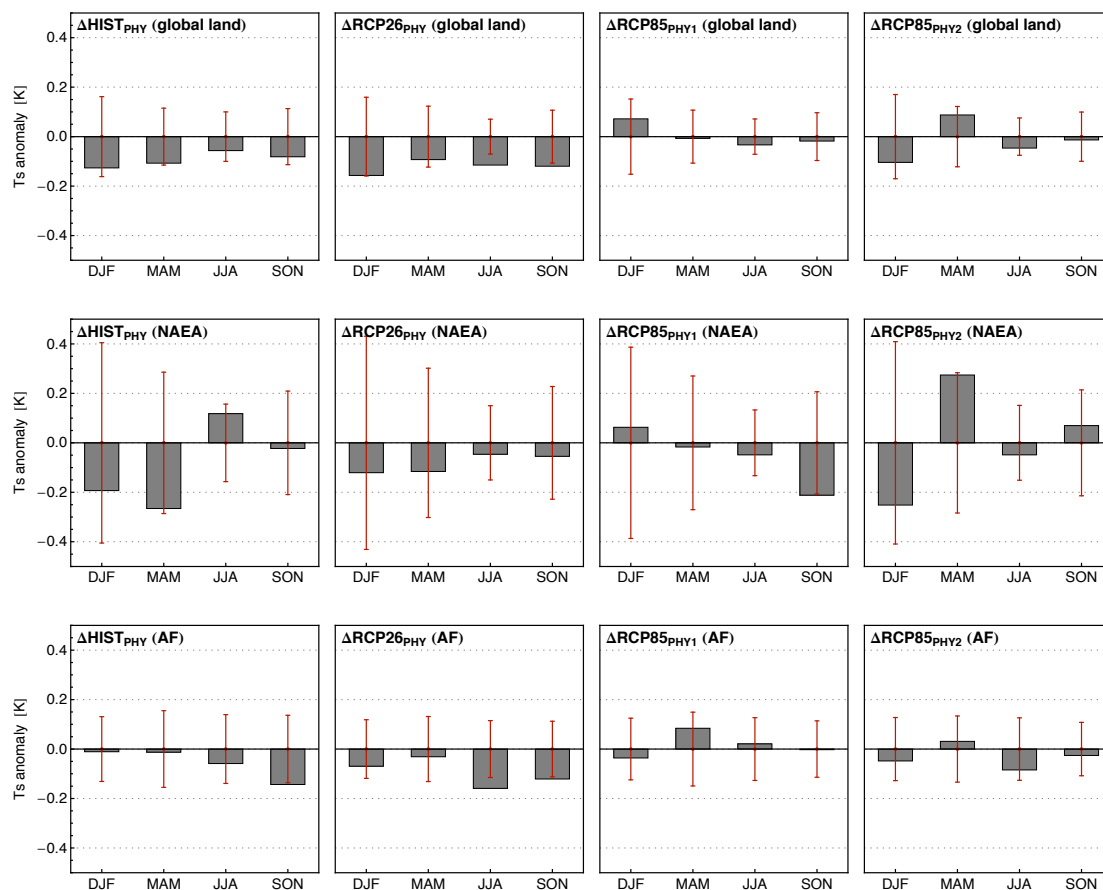 ΔHIST_PHY (global land) ΔRCP26_PHY (global land) ΔRCP85_PHY1 (global land) ΔRCP85_PHY2 (global land)
0.4
0.2
0.0
−0.2
−0.4
Ts anomaly [K]
DJF MAM JJA SON DJF MAM JJA SON DJF MAM JJA SON DJF MAM JJA SON
ΔHIST_PHY (NAEA) ΔRCP26_PHY (NAEA) ΔRCP85_PHY1 (NAEA) ΔRCP85_PHY2 (NAEA)
0.4
0.2
0.0
−0.2
−0.4
Ts anomaly [K]
DJF MAM JJA SON DJF MAM JJA SON DJF MAM JJA SON DJF MAM JJA SON
ΔHIST_PHY (AF) ΔRCP26_PHY (AF) ΔRCP85_PHY1 (AF) ΔRCP85_PHY2 (AF)
0.4
0.2
0.0
−0.2
−0.4
Ts anomaly [K]
DJF MAM JJA SON DJF MAM JJA SON DJF MAM JJA SON DJF MAM JJA SON